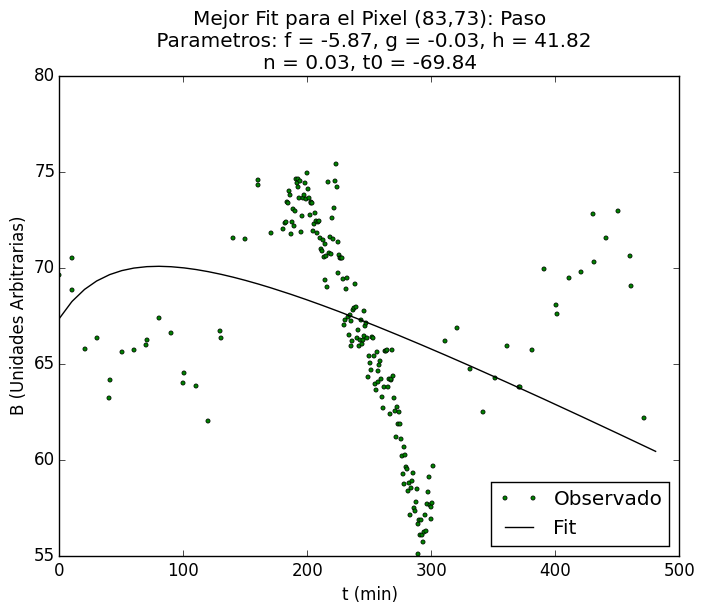 Mejor Fit para el Pixel (83,73): Paso
Parametros: f = -5.87, g = -0.03, h = 41.82
n = 0.03, t0 = -69.84
80
75
70
65
60
55
B (Unidades Arbitrarias)
0 100 200 300 400 500
t (min)
Observado
Fit